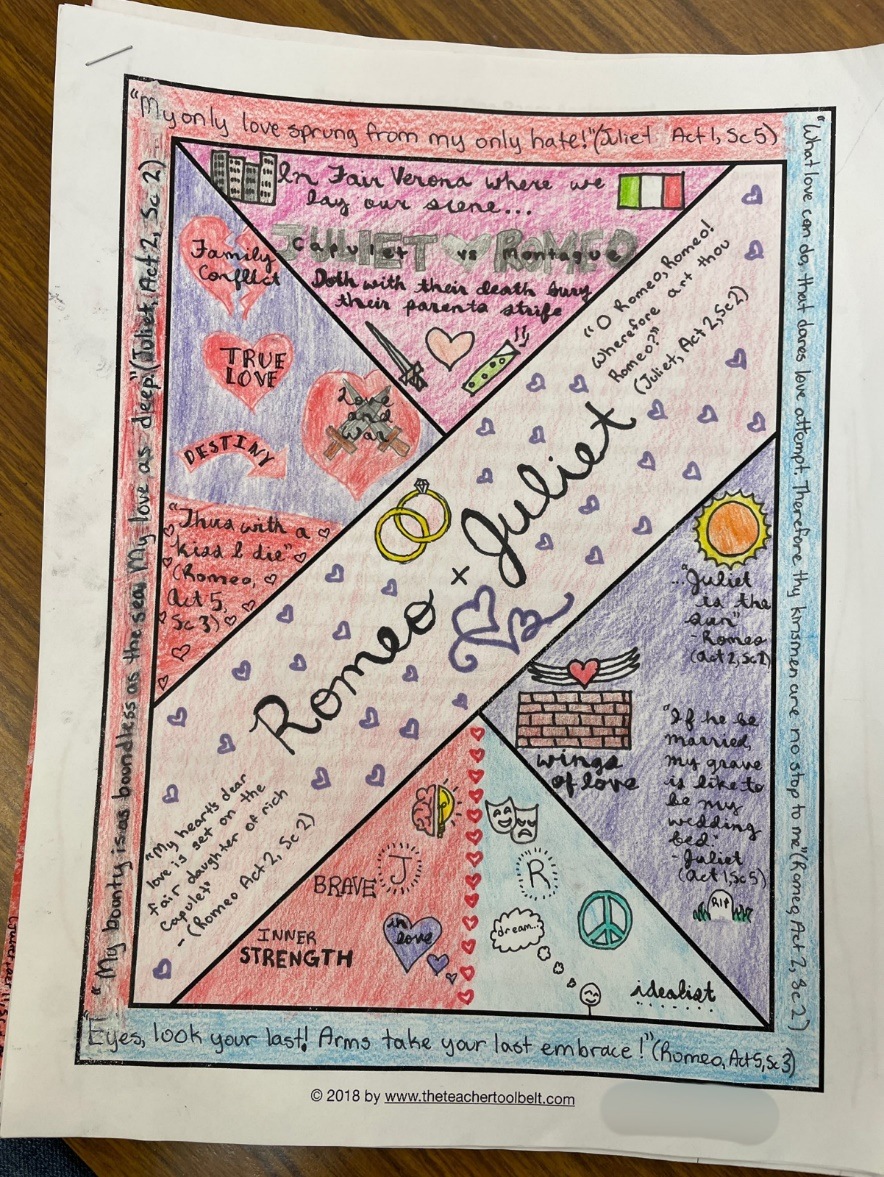 "My only love sprung from my only hate!" (Juliet Act 1, Sc 5)
"What love can do, that dares love attempt. Therefore thy kinsmen are no stop to me" (Romeo, Act 2, Sc 2)
"My bounty is as boundless as the sea. My love as deep." (Juliet, Act 2, Sc 2)
In Fair Verona where we
lay our scene...
JULIET ROMEO
Capulet vs Montague
Doth with their death bury
their parents strife
Family
Conflict
TRUE
LOVE
Love
and
war
DESTINY
"Thus with a
kiss I die"
(Romeo,
Act 5,
Sc 3)
"O Romeo, Romeo!
Wherefore art thou
Romeo?"
(Juliet, Act 2, Sc 2)
Romeo x Juliet
"My hearts dear
love is set on the
fair daughter of rich
Capulet"
- (Romeo Act 2, Sc 2)
..."Juliet
is the
sun"
- Romeo
(act 2, Sc 2)
wings
of love
"If he be
married,
my grave
is like to
be my
wedding
bed."
- Juliet
(act 1, Sc 5)
RIP
J
BRAVE
INNER
STRENGTH
in
love
R
dream...
idealist
"Eyes, look your last! Arms take your last embrace!" (Romeo, Act 5, Sc 3)
© 2018 by www.theteachertoolbelt.com